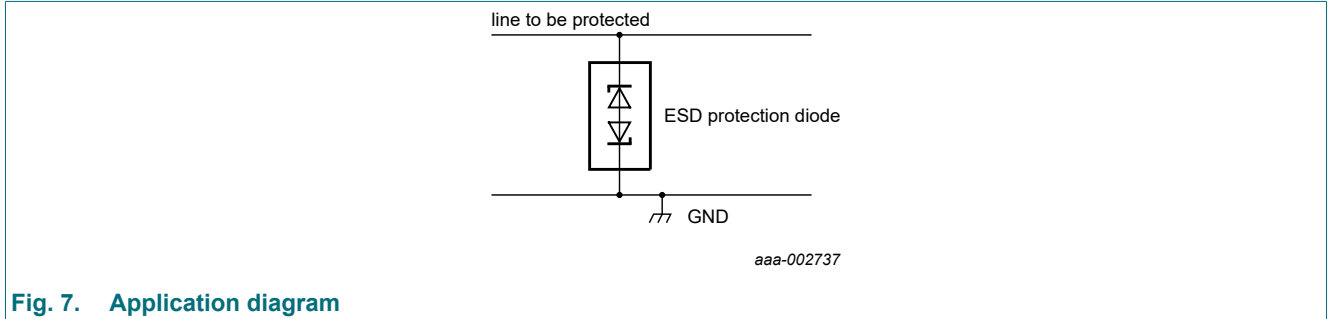 line to be protected
ESD protection diode
GND
aaa-002737
Fig. 7. Application diagram